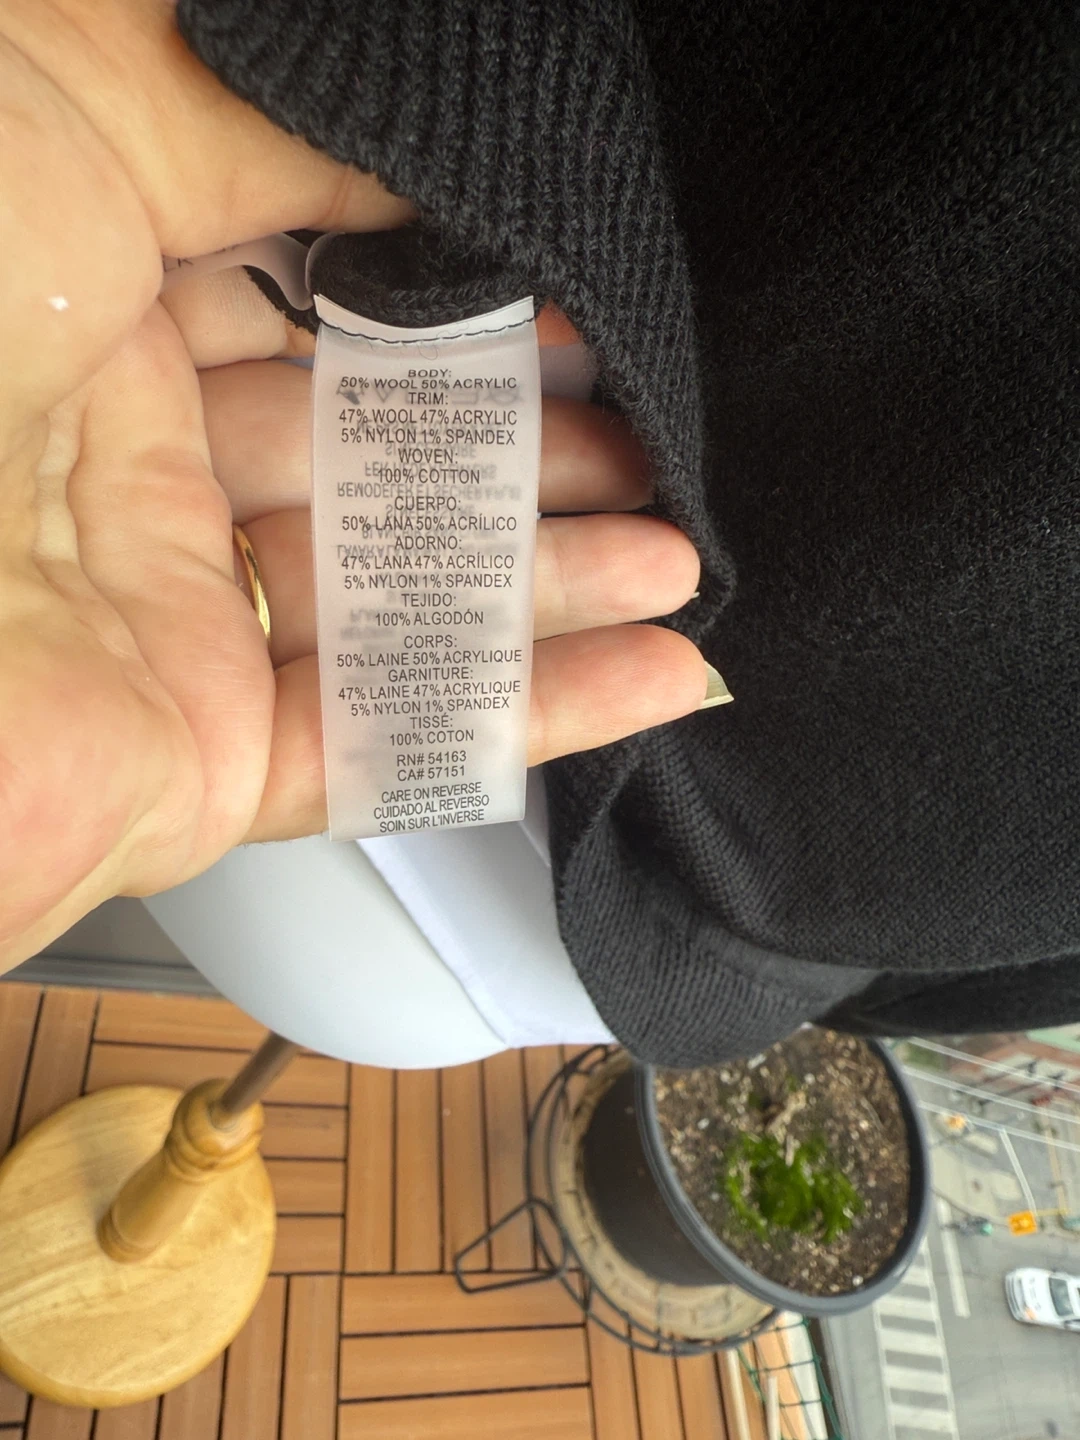 BODY:
50% WOOL 50% ACRYLIC
TRIM:
47% WOOL 47% ACRYLIC
5% NYLON 1% SPANDEX
WOVEN:
100% COTTON
CUERPO:
50% LANA 50% ACRÍLICO
ADORNO:
47% LANA 47% ACRÍLICO
5% NYLON 1% SPANDEX
TEJIDO:
100% ALGODÓN
CORPS:
50% LAINE 50% ACRYLIQUE
GARNITURE:
47% LAINE 47% ACRYLIQUE
5% NYLON 1% SPANDEX
TISSÉ:
100% COTON
RN# 54163
CA# 57151
CARE ON REVERSE
CUIDADO AL REVERSO
SOIN SUR L'INVERSE